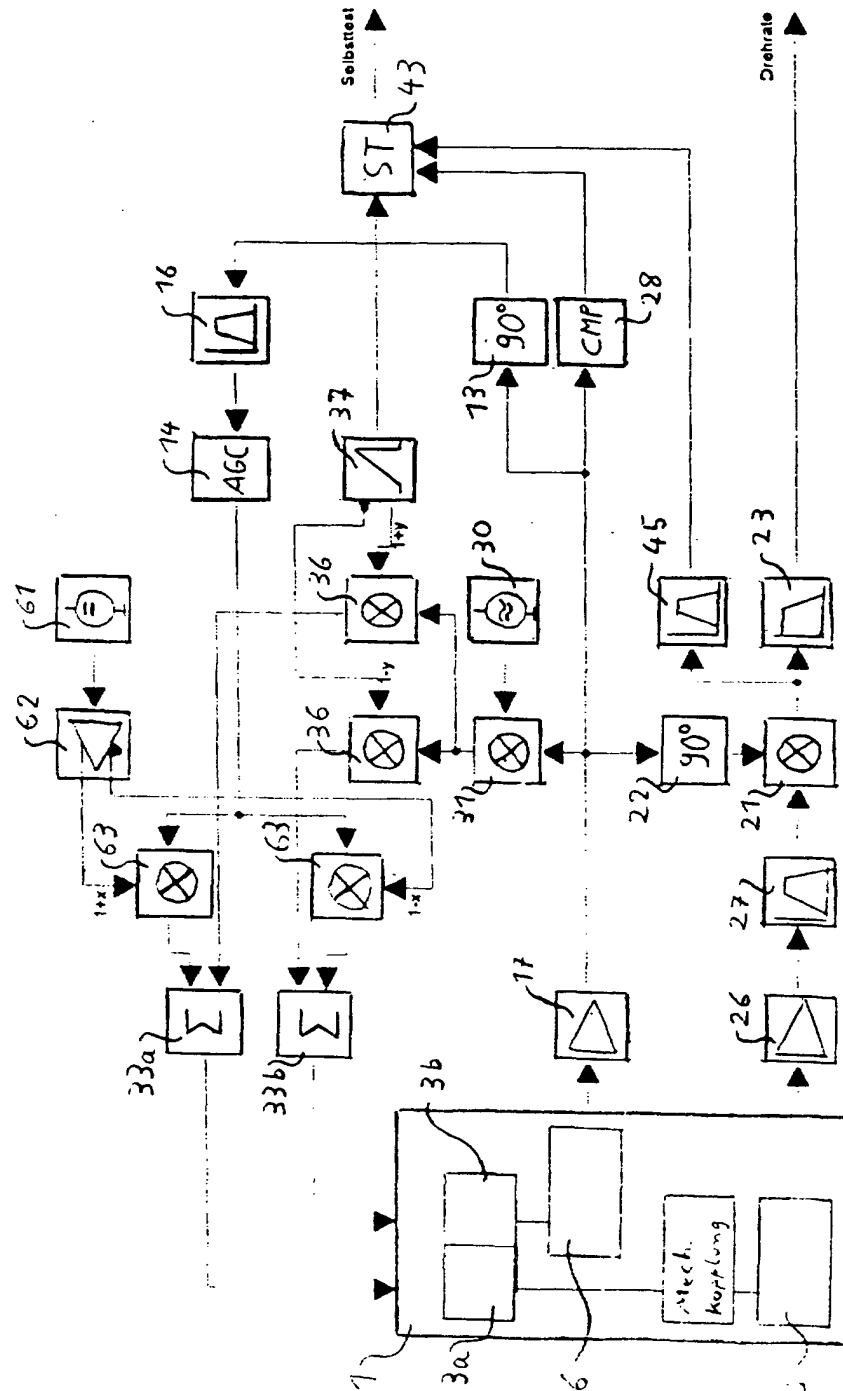 Selbsttest
43
ST
Drehrate
16
90°
13
CMP
28
14
AGC
37
1+y
61
=
62
36
30
≈
45
23
1-y
36
31
90°
22
21
63
63
1+x
1-x
27
17
26
Σ
33a
Σ
33b
3b
1
3a
6
Mech.
Kopplung